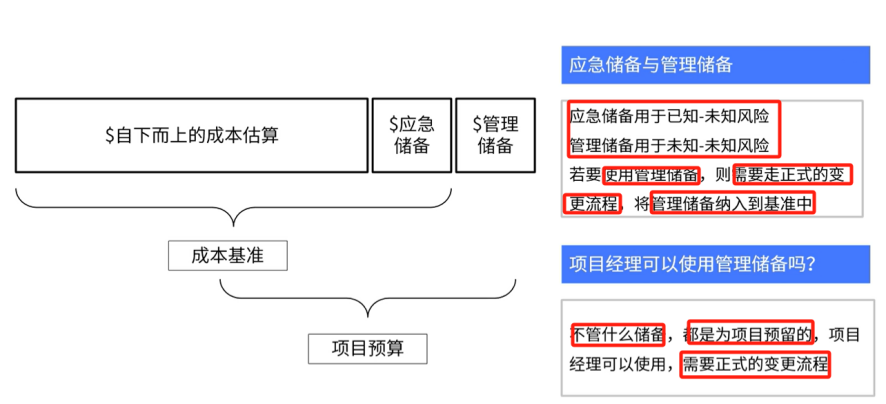 $自下而上的成本估算
$应急
储备
$管理
储备
成本基准
项目预算
应急储备与管理储备
应急储备用于已知-未知风险
管理储备用于未知-未知风险
若要使用管理储备，则需要走正式的变
更流程，将管理储备纳入到基准中
项目经理可以使用管理储备吗？
不管什么储备，都是为项目预留的，项目
经理可以使用，需要正式的变更流程